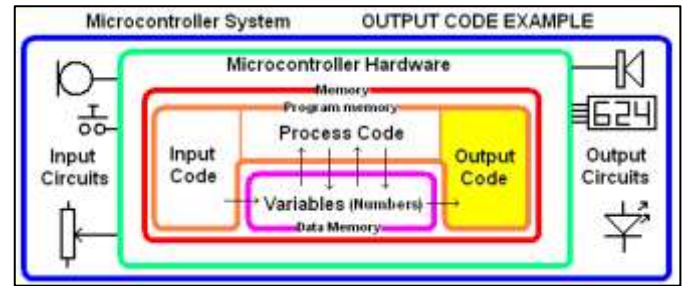 Microcontroller System OUTPUT CODE EXAMPLE
Microcontroller Hardware
Memory
Program memory
Process Code
Input
Code
Output
Code
Variables (Numbers)
Data Memory
Input
Circuits
624
Output
Circuits